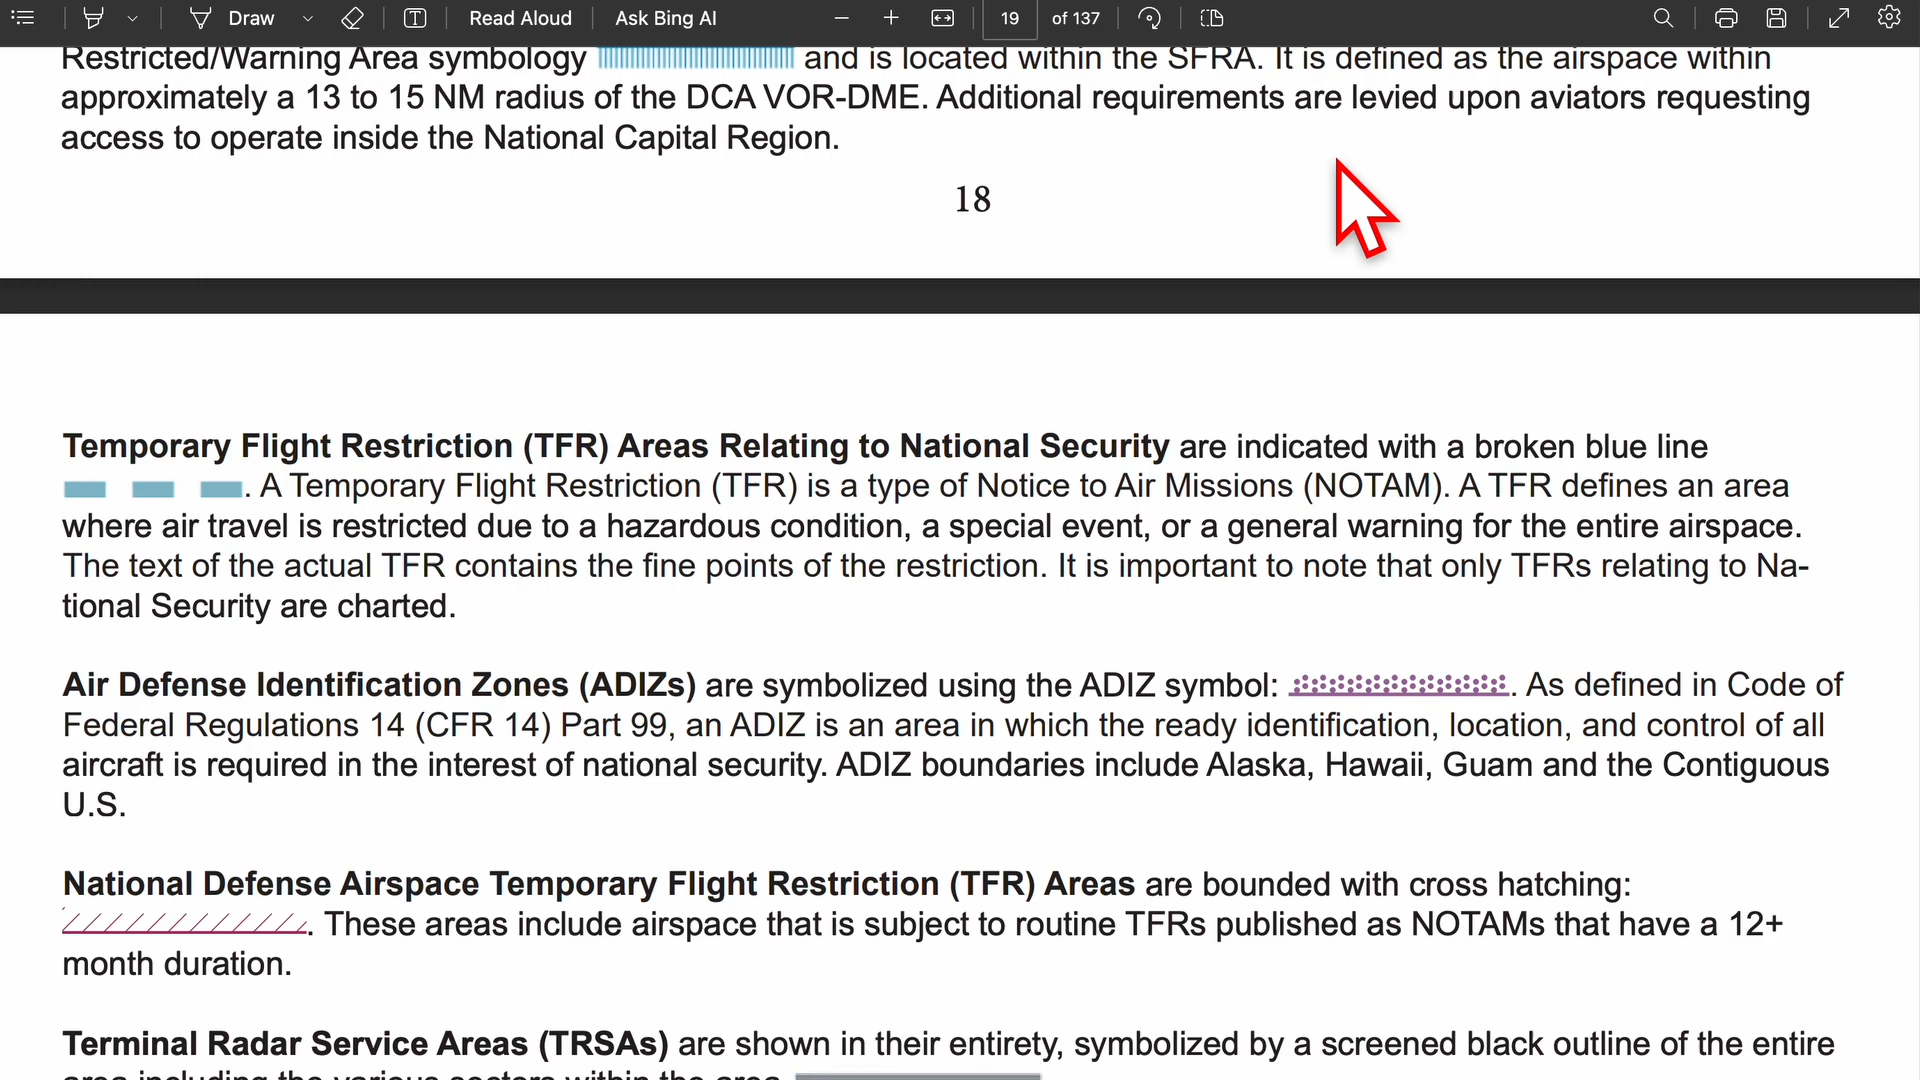 Draw
Read Aloud
Ask Bing AI
19
of 137
Restricted/Warning Area symbology and is located within the SFRA. It is defined as the airspace within
approximately a 13 to 15 NM radius of the DCA VOR-DME. Additional requirements are levied upon aviators requesting
access to operate inside the National Capital Region.
18
Temporary Flight Restriction (TFR) Areas Relating to National Security are indicated with a broken blue line
. A Temporary Flight Restriction (TFR) is a type of Notice to Air Missions (NOTAM). A TFR defines an area
where air travel is restricted due to a hazardous condition, a special event, or a general warning for the entire airspace.
The text of the actual TFR contains the fine points of the restriction. It is important to note that only TFRs relating to Na-
tional Security are charted.
Air Defense Identification Zones (ADIZs) are symbolized using the ADIZ symbol: . As defined in Code of
Federal Regulations 14 (CFR 14) Part 99, an ADIZ is an area in which the ready identification, location, and control of all
aircraft is required in the interest of national security. ADIZ boundaries include Alaska, Hawaii, Guam and the Contiguous
U.S.
National Defense Airspace Temporary Flight Restriction (TFR) Areas are bounded with cross hatching:
. These areas include airspace that is subject to routine TFRs published as NOTAMs that have a 12+
month duration.
Terminal Radar Service Areas (TRSAs) are shown in their entirety, symbolized by a screened black outline of the entire
area including the various sectors within the area